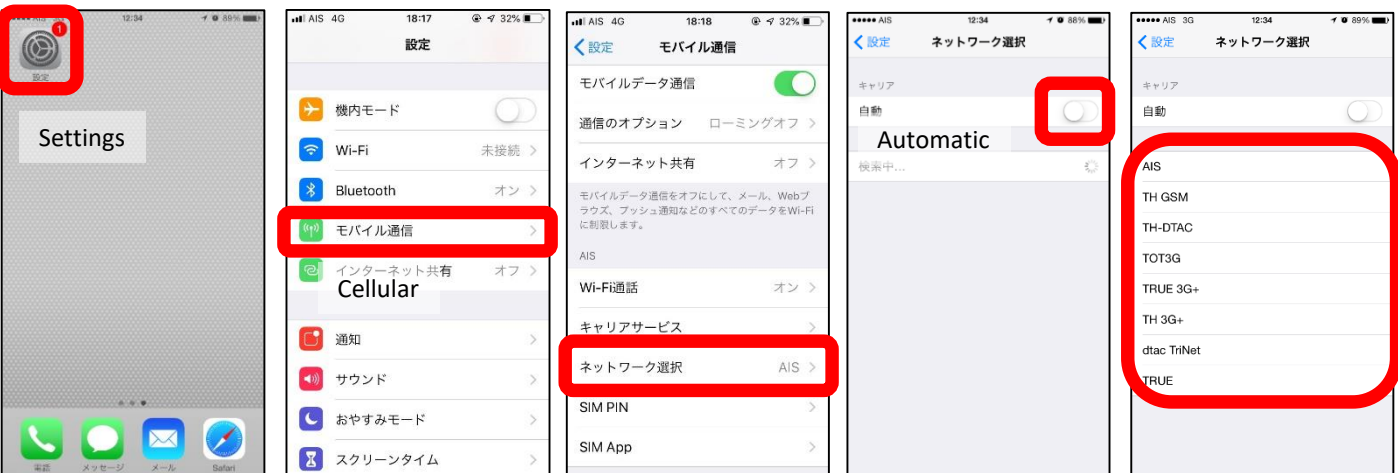 12:34
89%
1
設定
Settings
電話
メッセージ
メール
Safari
AIS 4G
18:17
32%
設定
機内モード
Wi-Fi 未接続
Bluetooth オン
モバイル通信
インターネット共有 オフ
Cellular
通知
サウンド
おやすみモード
スクリーンタイム
AIS 4G
18:18
32%
設定
モバイル通信
モバイルデータ通信
通信のオプション ローミングオフ
インターネット共有 オフ
モバイルデータ通信をオフにして、メール、Webブ
ラウズ、プッシュ通知などのすべてのデータをWi-Fi
に制限します。
AIS
Wi-Fi通話 オン
キャリアサービス
ネットワーク選択 AIS
SIM PIN
SIM App
AIS
12:34
88%
設定
ネットワーク選択
キャリア
自動
Automatic
検索中...
AIS 3G
12:34
89%
設定
ネットワーク選択
キャリア
自動
AIS
TH GSM
TH-DTAC
TOT3G
TRUE 3G+
TH 3G+
dtac TriNet
TRUE